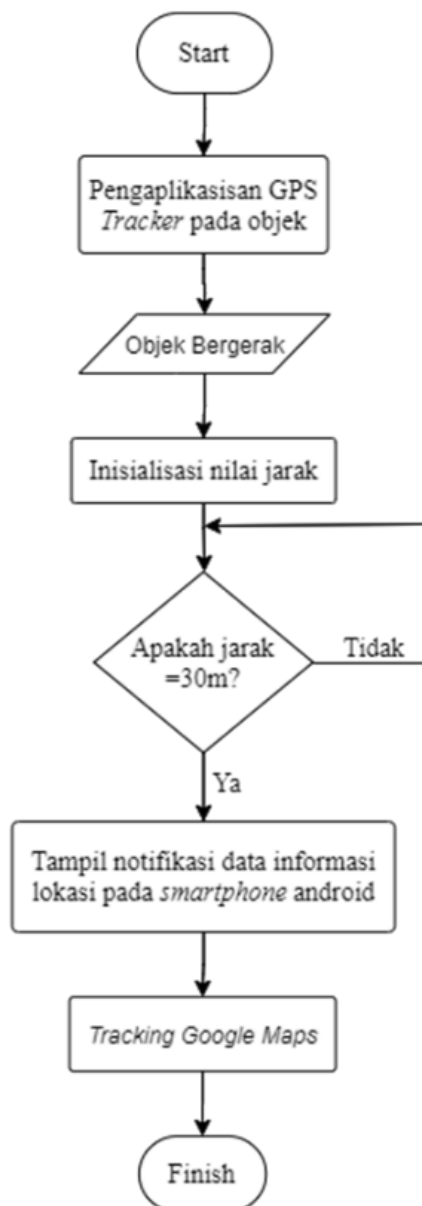 Start
Pengaplikasisan GPS
Tracker pada objek
Objek Bergerak
Inisialisasi nilai jarak
Apakah jarak
=30m?
Tidak
Ya
Tampil notifikasi data informasi
lokasi pada smartphone android
Tracking Google Maps
Finish